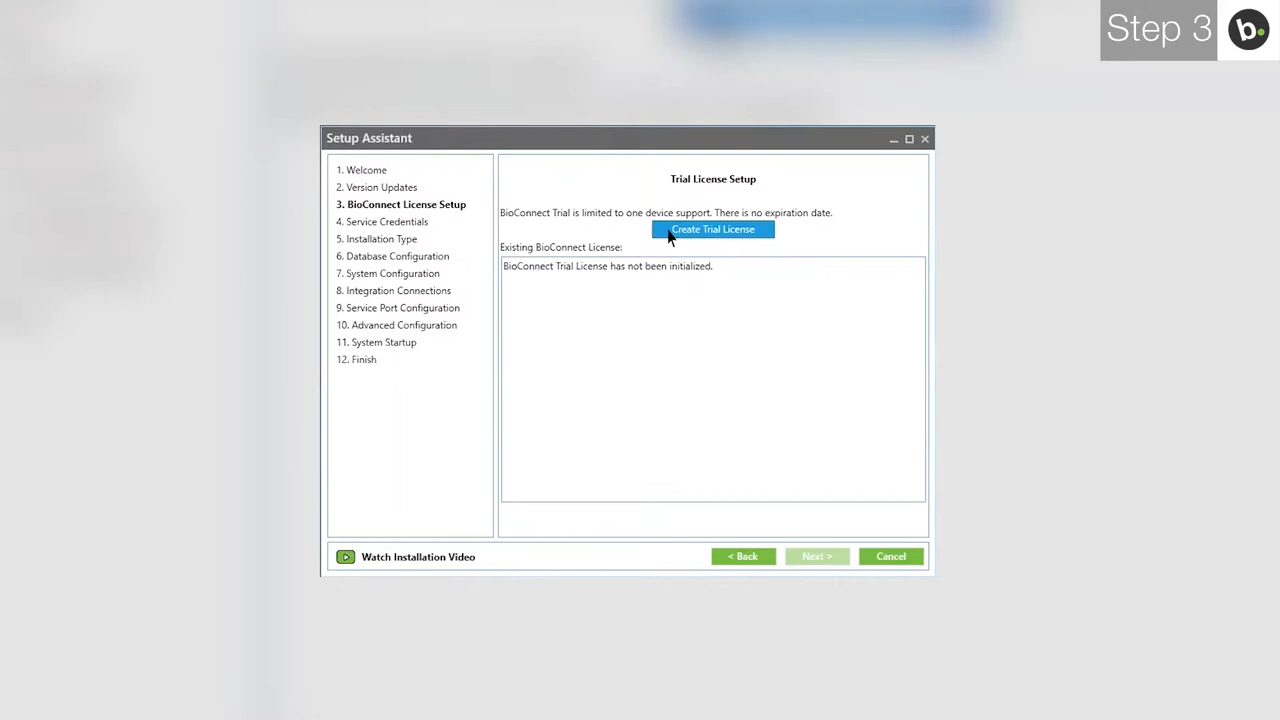 Step 3
b.
Setup Assistant
1. Welcome
2. Version Updates
3. BioConnect License Setup
4. Service Credentials
5. Installation Type
6. Database Configuration
7. System Configuration
8. Integration Connections
9. Service Port Configuration
10. Advanced Configuration
11. System Startup
12. Finish
Trial License Setup
BioConnect Trial is limited to one device support. There is no expiration date.
Create Trial License
Existing BioConnect License:
BioConnect Trial License has not been initialized.
Watch Installation Video
< Back
Next >
Cancel